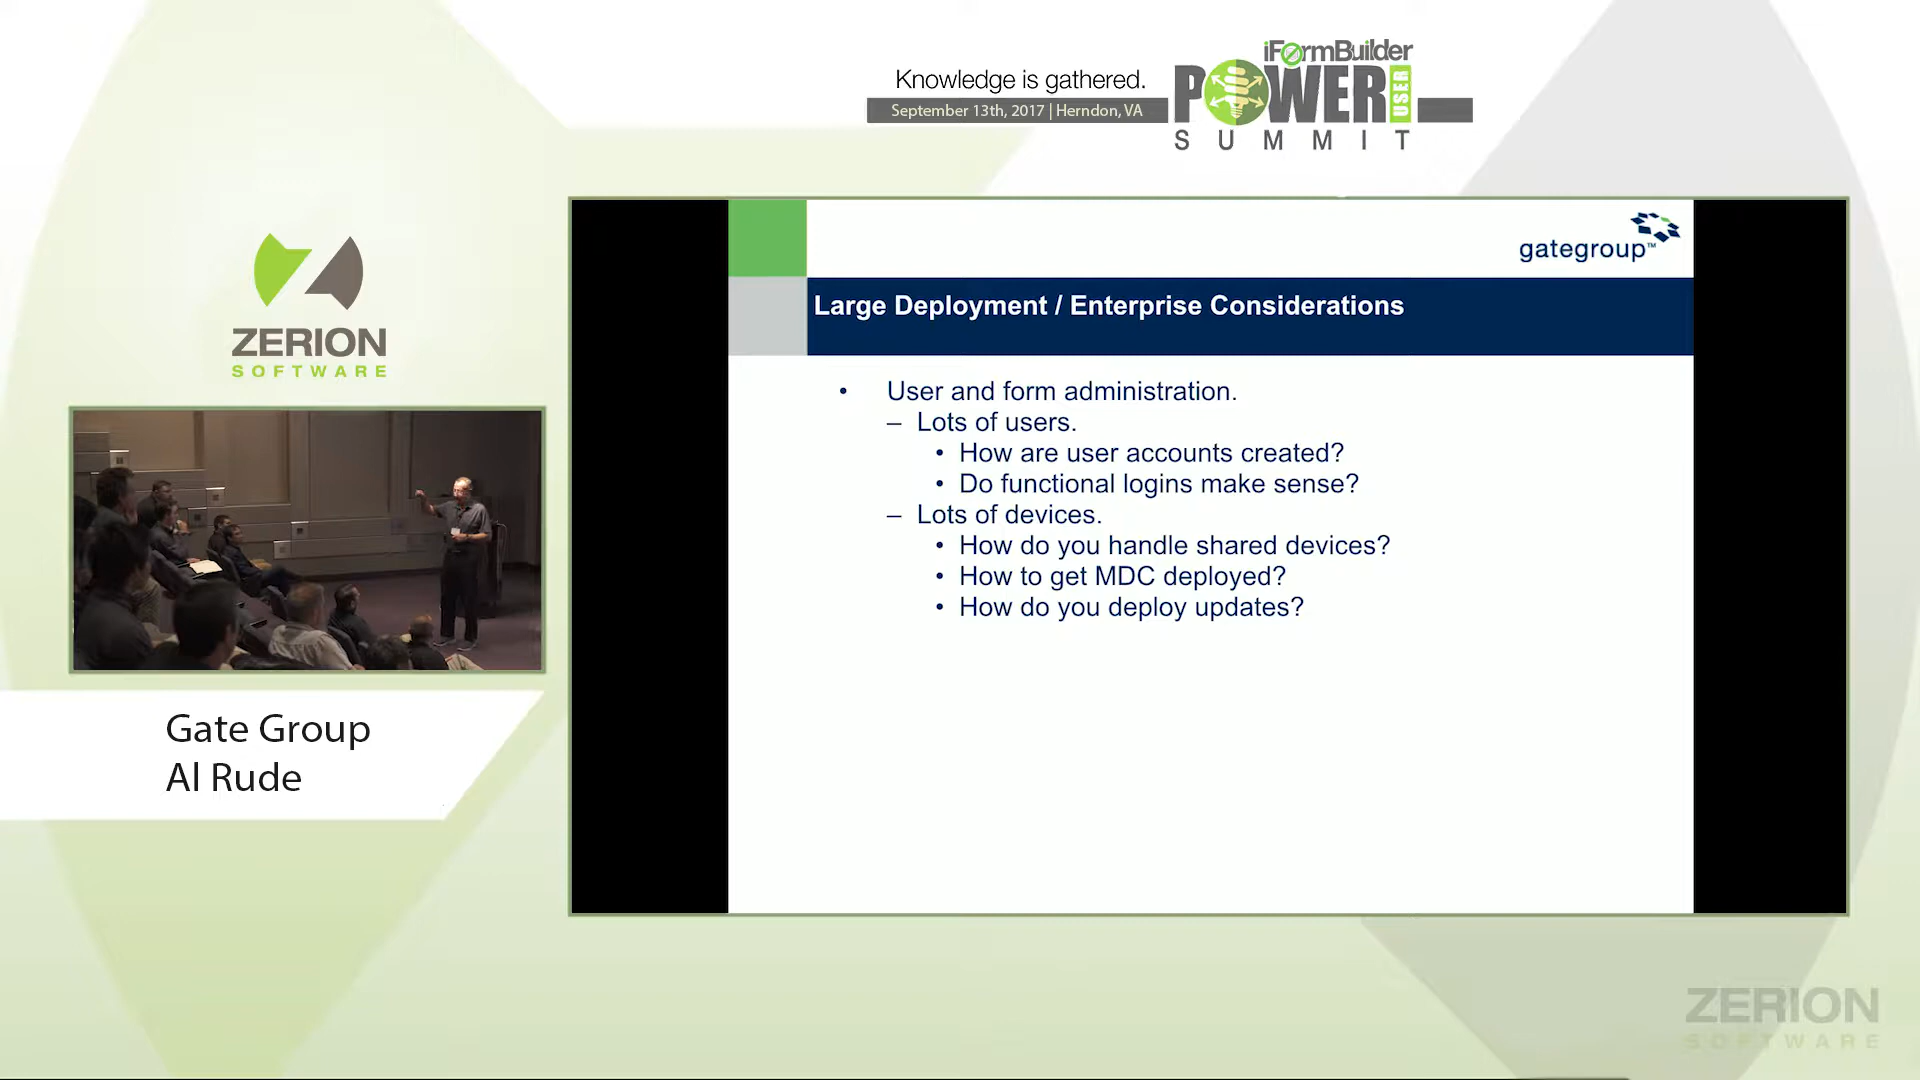 iFormBuilder
Knowledge is gathered.
POWER USER
September 13th, 2017 | Herndon, VA
SUMMIT
gategroup™
ZERION
SOFTWARE
Large Deployment / Enterprise Considerations
• User and form administration.
– Lots of users.
• How are user accounts created?
• Do functional logins make sense?
– Lots of devices.
• How do you handle shared devices?
• How to get MDC deployed?
• How do you deploy updates?
Gate Group
Al Rude
ZERION
SOFTWARE